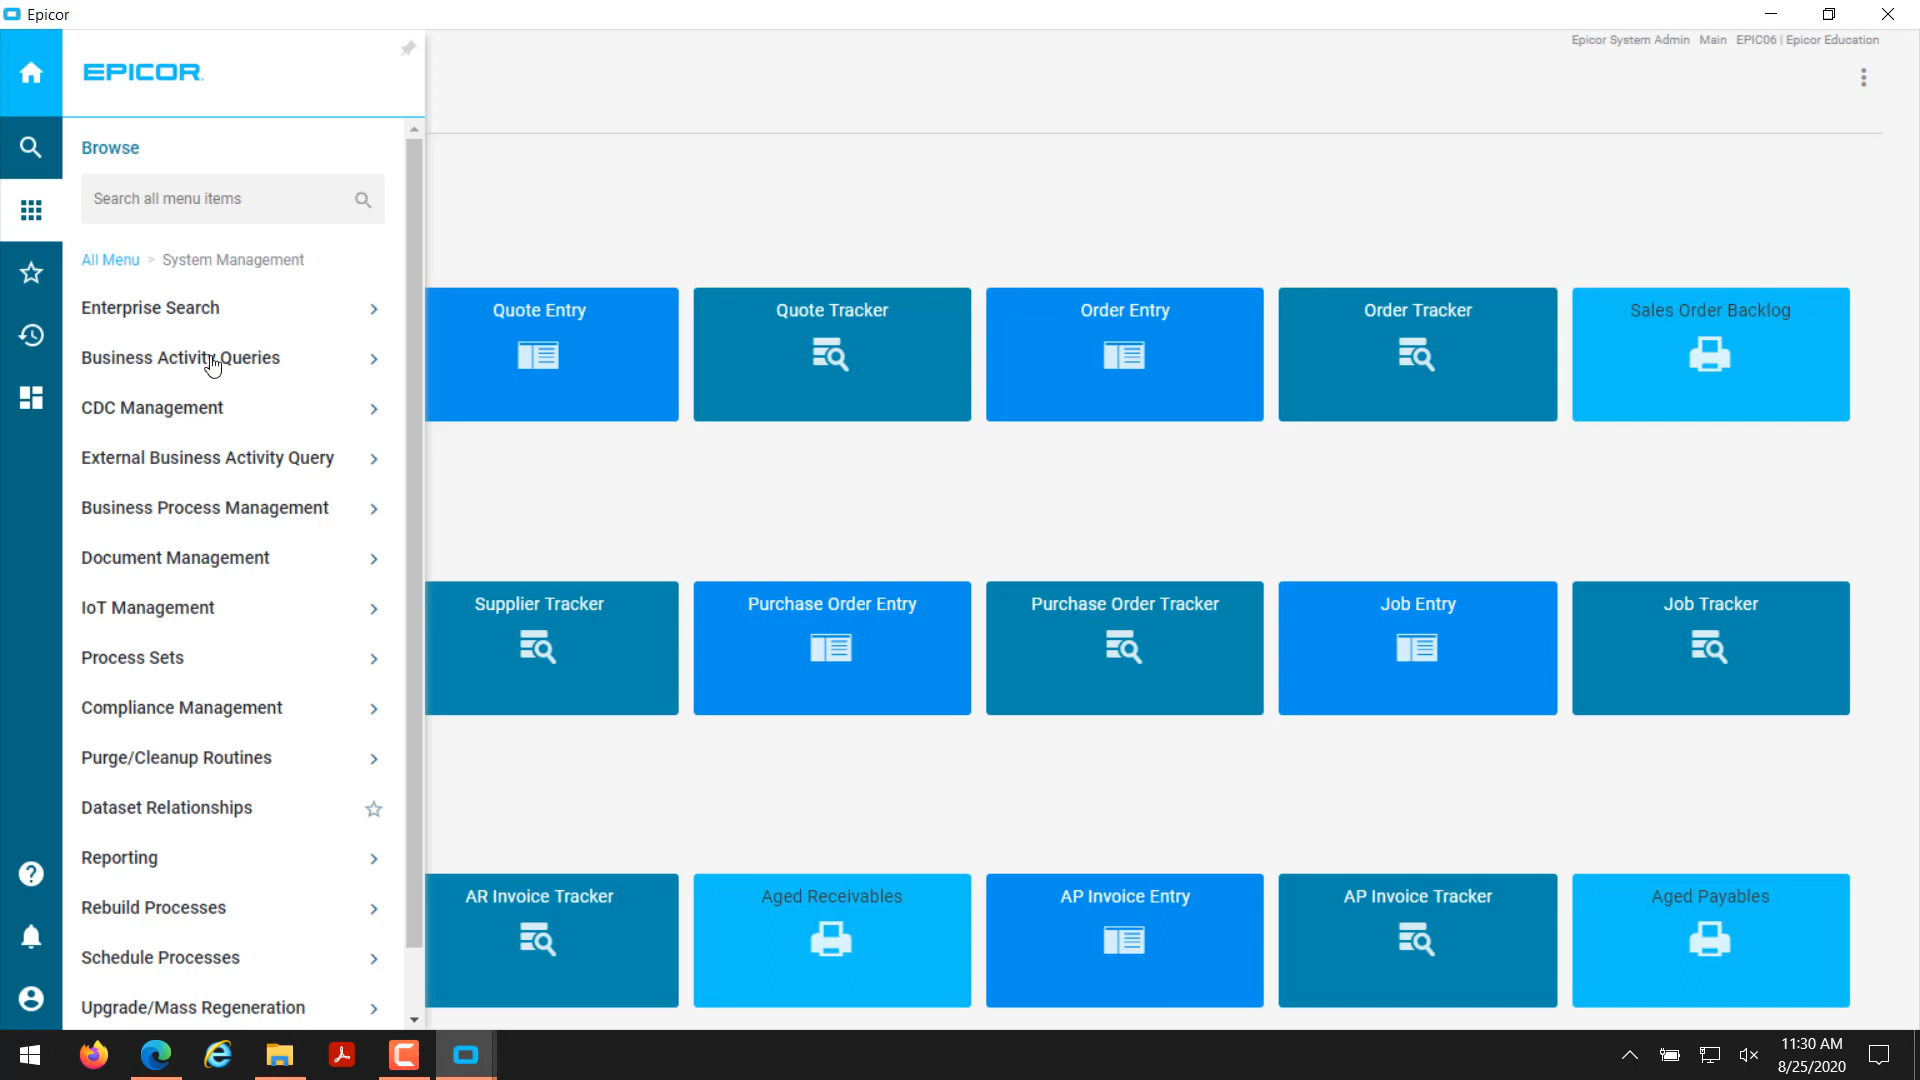 Epicor
Epicor System Admin Main EPIC06 | Epicor Education
EPICOR
Browse
Search all menu items
All Menu > System Management
Enterprise Search
Business Activity Queries
CDC Management
External Business Activity Query
Business Process Management
Document Management
IoT Management
Process Sets
Compliance Management
Purge/Cleanup Routines
Dataset Relationships
Reporting
Rebuild Processes
Schedule Processes
Upgrade/Mass Regeneration
Quote Entry
Quote Tracker
Order Entry
Order Tracker
Sales Order Backlog
Supplier Tracker
Purchase Order Entry
Purchase Order Tracker
Job Entry
Job Tracker
AR Invoice Tracker
Aged Receivables
AP Invoice Entry
AP Invoice Tracker
Aged Payables
11:30 AM
8/25/2020